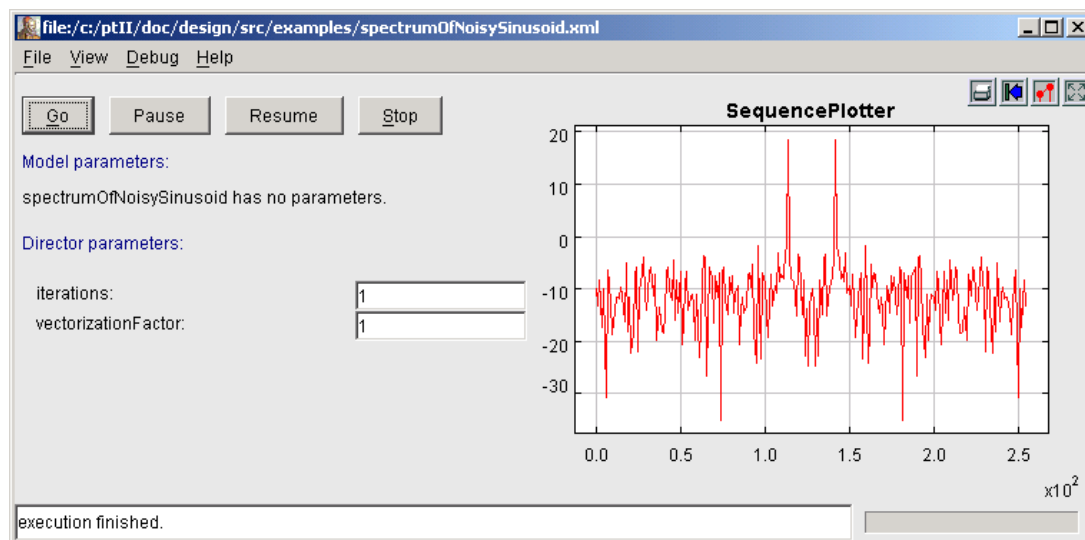 file:/c:/ptII/doc/design/src/examples/spectrumOfNoisySinusoid.xml
File View Debug Help
Go Pause Resume Stop
Model parameters:
spectrumOfNoisySinusoid has no parameters.
Director parameters:
iterations: 1
vectorizationFactor: 1
SequencePlotter
20
10
0
-10
-20
-30
0.0 0.5 1.0 1.5 2.0 2.5
x10²
execution finished.